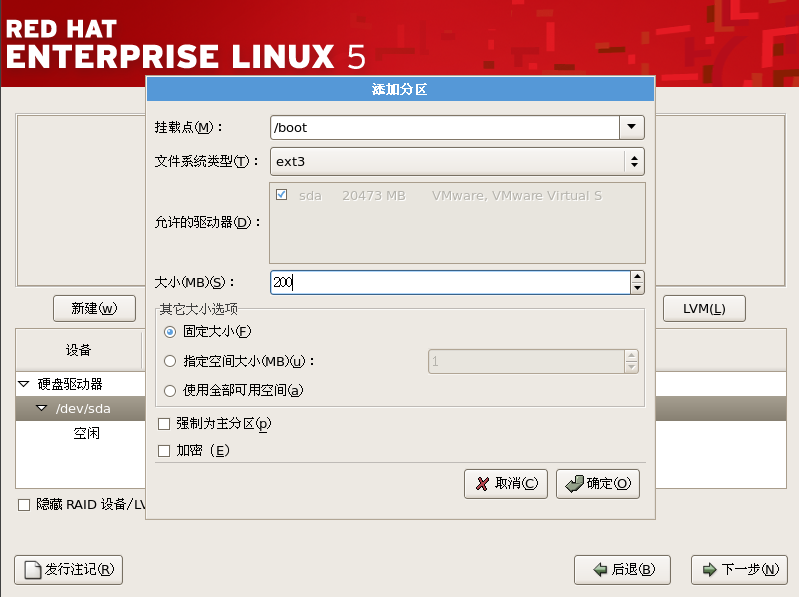 RED HAT
ENTERPRISE LINUX 5
添加分区
挂载点(M)：
/boot
文件系统类型(T)：
ext3
允许的驱动器(D)：
sda 20473 MB VMware, VMware Virtual S
大小(MB)(S)：
200
其它大小选项
固定大小(F)
指定空间大小(MB)(u)：
1
使用全部可用空间(a)
强制为主分区(p)
加密（E)
取消(C)
确定(O)
新建(w)
LVM(L)
设备
硬盘驱动器
/dev/sda
空闲
隐藏 RAID 设备/LV
发行注记(R)
后退(B)
下一步(N)